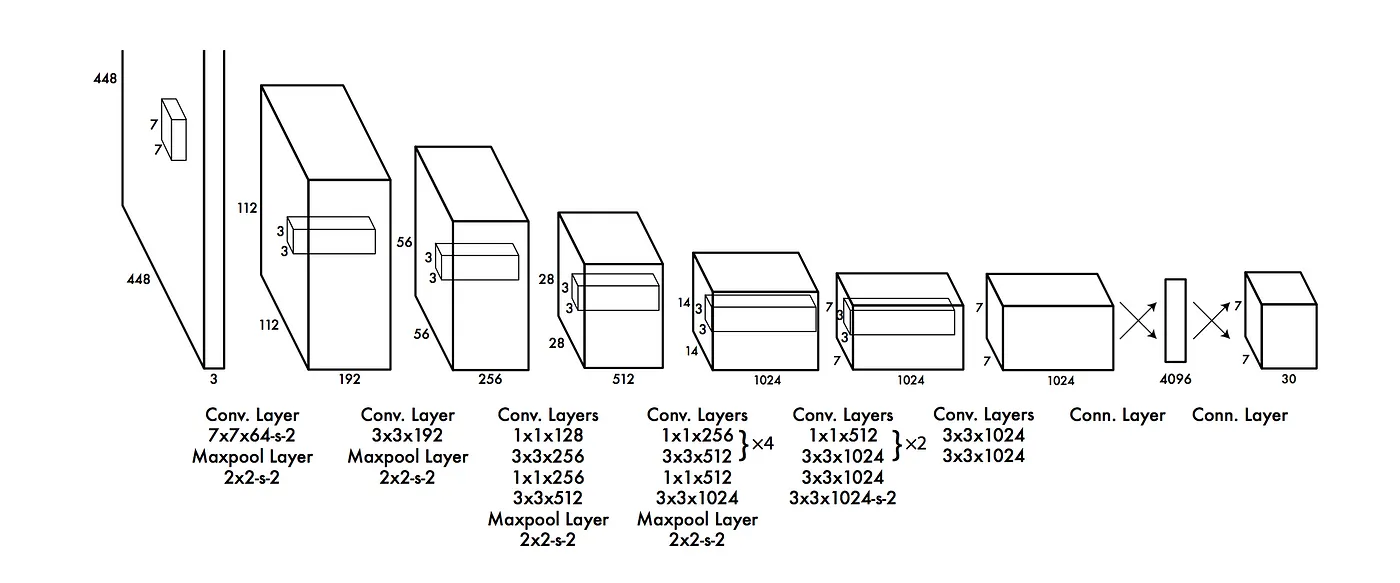 448
7
7
448
3
112
3
3
112
192
56
3
3
56
256
28
3
3
28
512
14
3
3
14
1024
7
3
3
7
1024
7
7
1024
4096
7
7
30
Conv. Layer
7x7x64-s-2
Maxpool Layer
2x2-s-2
Conv. Layer
3x3x192
Maxpool Layer
2x2-s-2
Conv. Layers
1x1x128
3x3x256
1x1x256
3x3x512
Maxpool Layer
2x2-s-2
Conv. Layers
1x1x256
3x3x512
}×4
1x1x512
3x3x1024
Maxpool Layer
2x2-s-2
Conv. Layers
1x1x512
3x3x1024
}×2
3x3x1024
3x3x1024-s-2
Conv. Layers
3x3x1024
3x3x1024
Conn. Layer
Conn. Layer